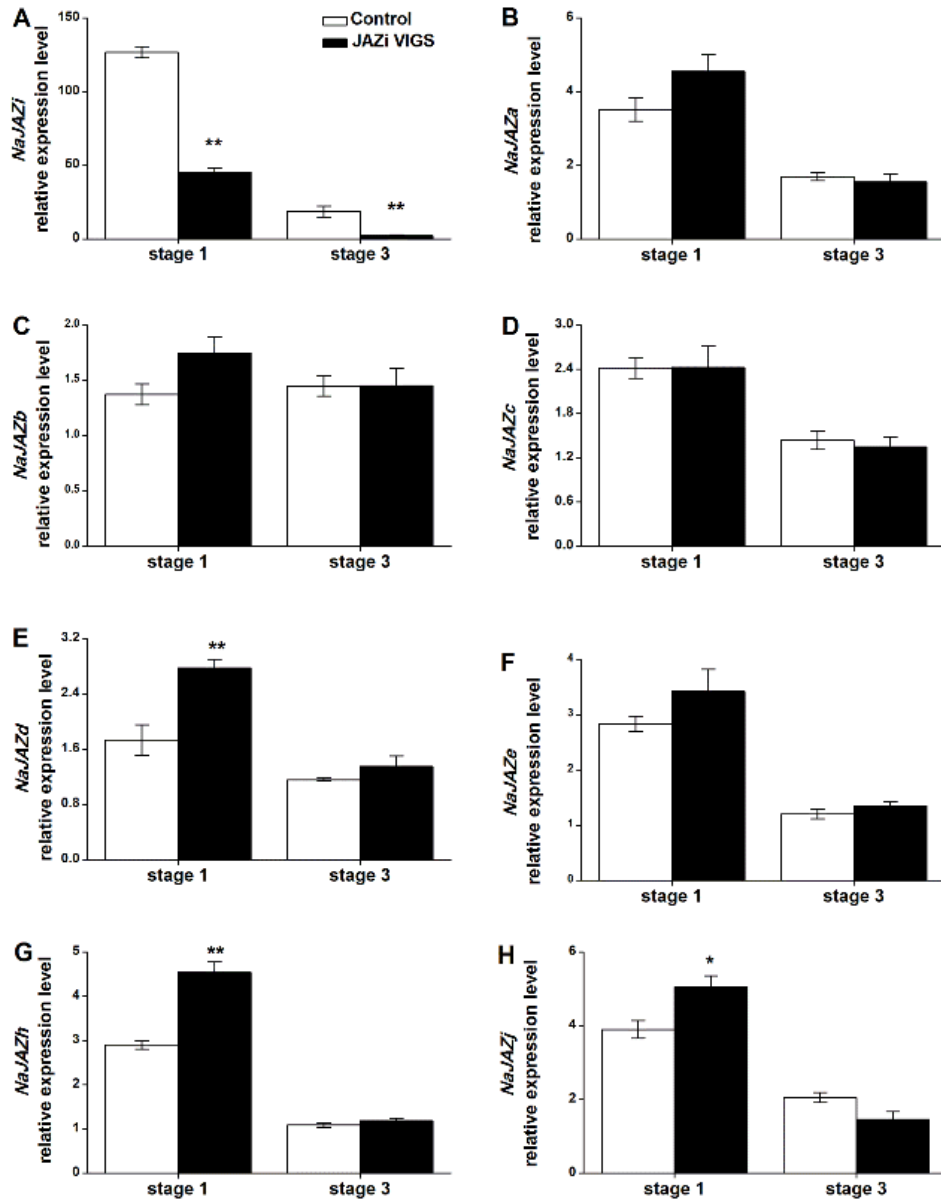 A
Control
JAZi VIGS
NaJAZi
relative expression level
150
100
50
0
**
**
stage 1
stage 3
B
NaJAZa
relative expression level
6
4
2
0
stage 1
stage 3
C
NaJAZb
relative expression level
2.0
1.5
1.0
0.5
0.0
stage 1
stage 3
D
NaJAZc
relative expression level
3.0
2.4
1.8
1.2
0.6
0.0
stage 1
stage 3
E
NaJAZd
relative expression level
3.2
2.4
1.6
0.8
0.0
**
stage 1
stage 3
F
NaJAZe
relative expression level
4
3
2
1
0
stage 1
stage 3
G
NaJAZh
relative expression level
5
4
3
2
1
0
**
stage 1
stage 3
H
NaJAZj
relative expression level
6
4
2
0
*
stage 1
stage 3